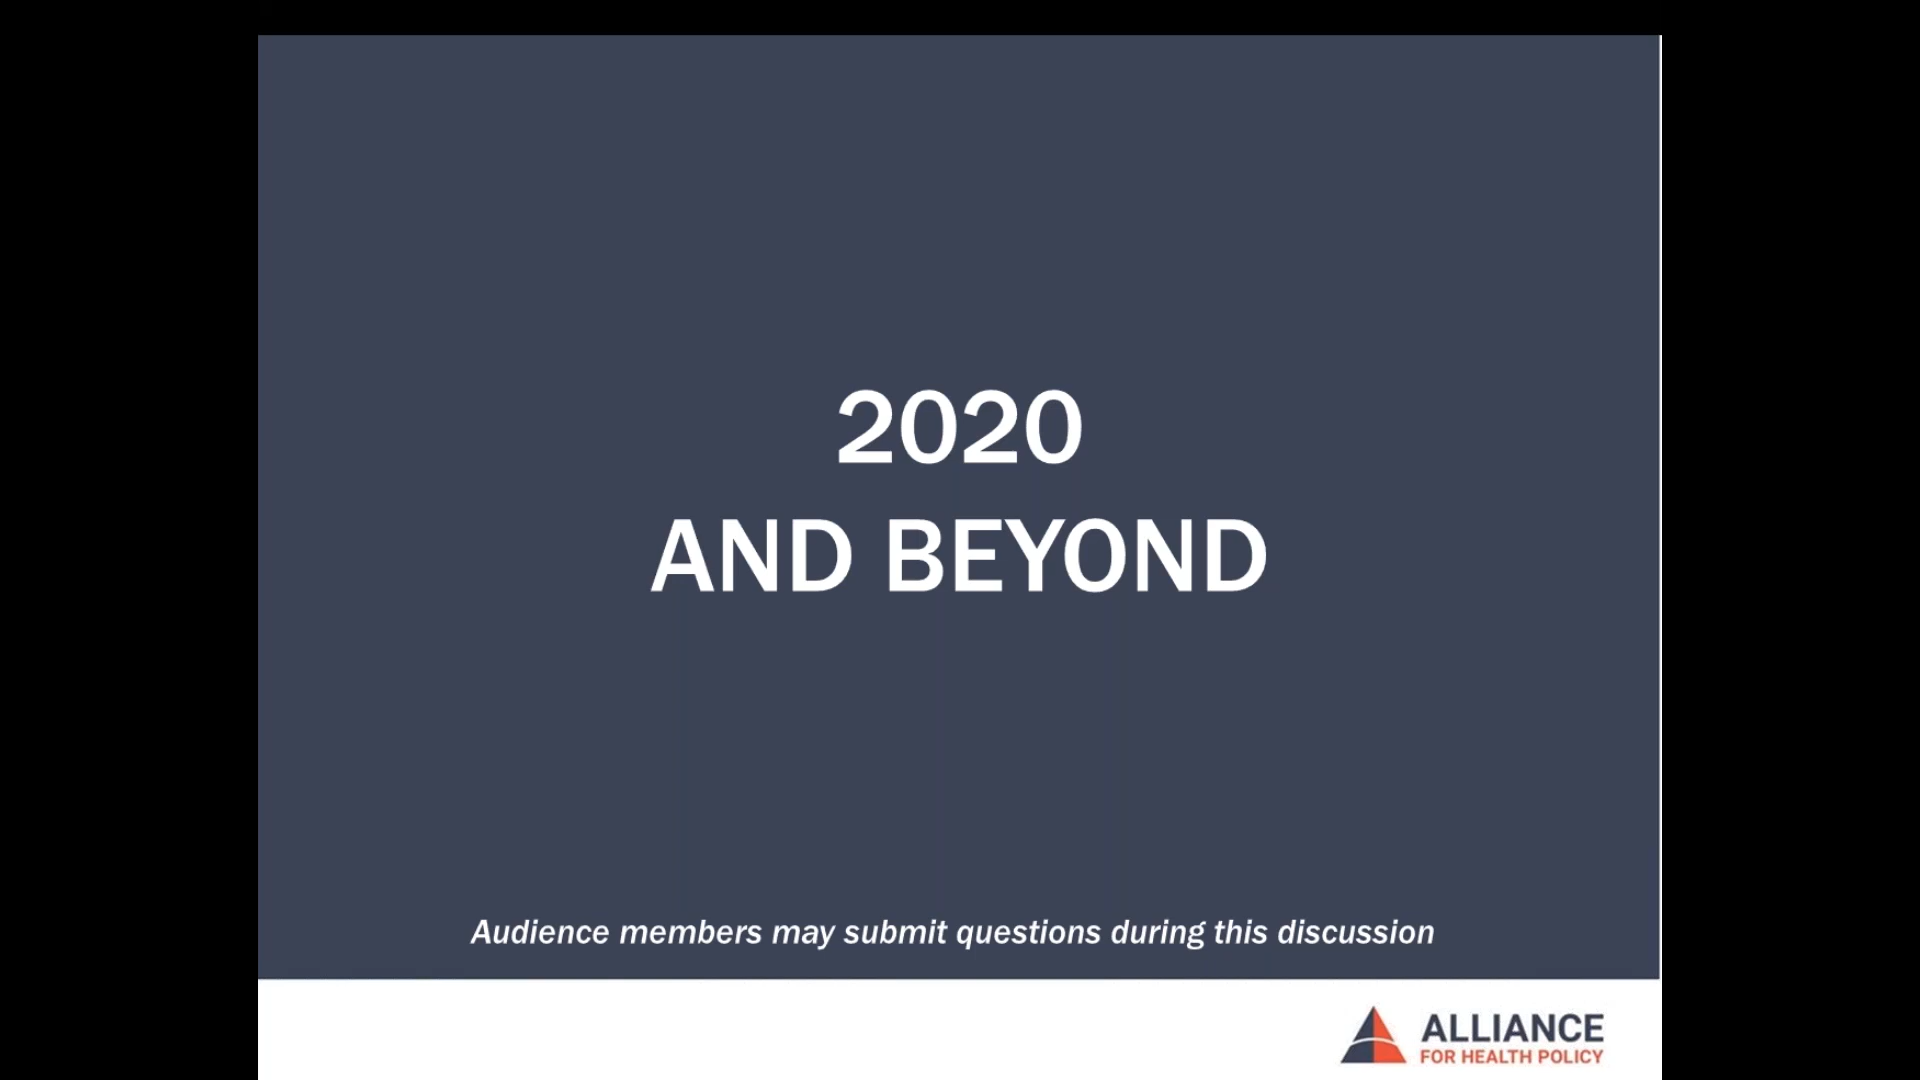 2020
AND BEYOND
Audience members may submit questions during this discussion
ALLIANCE
FOR HEALTH POLICY